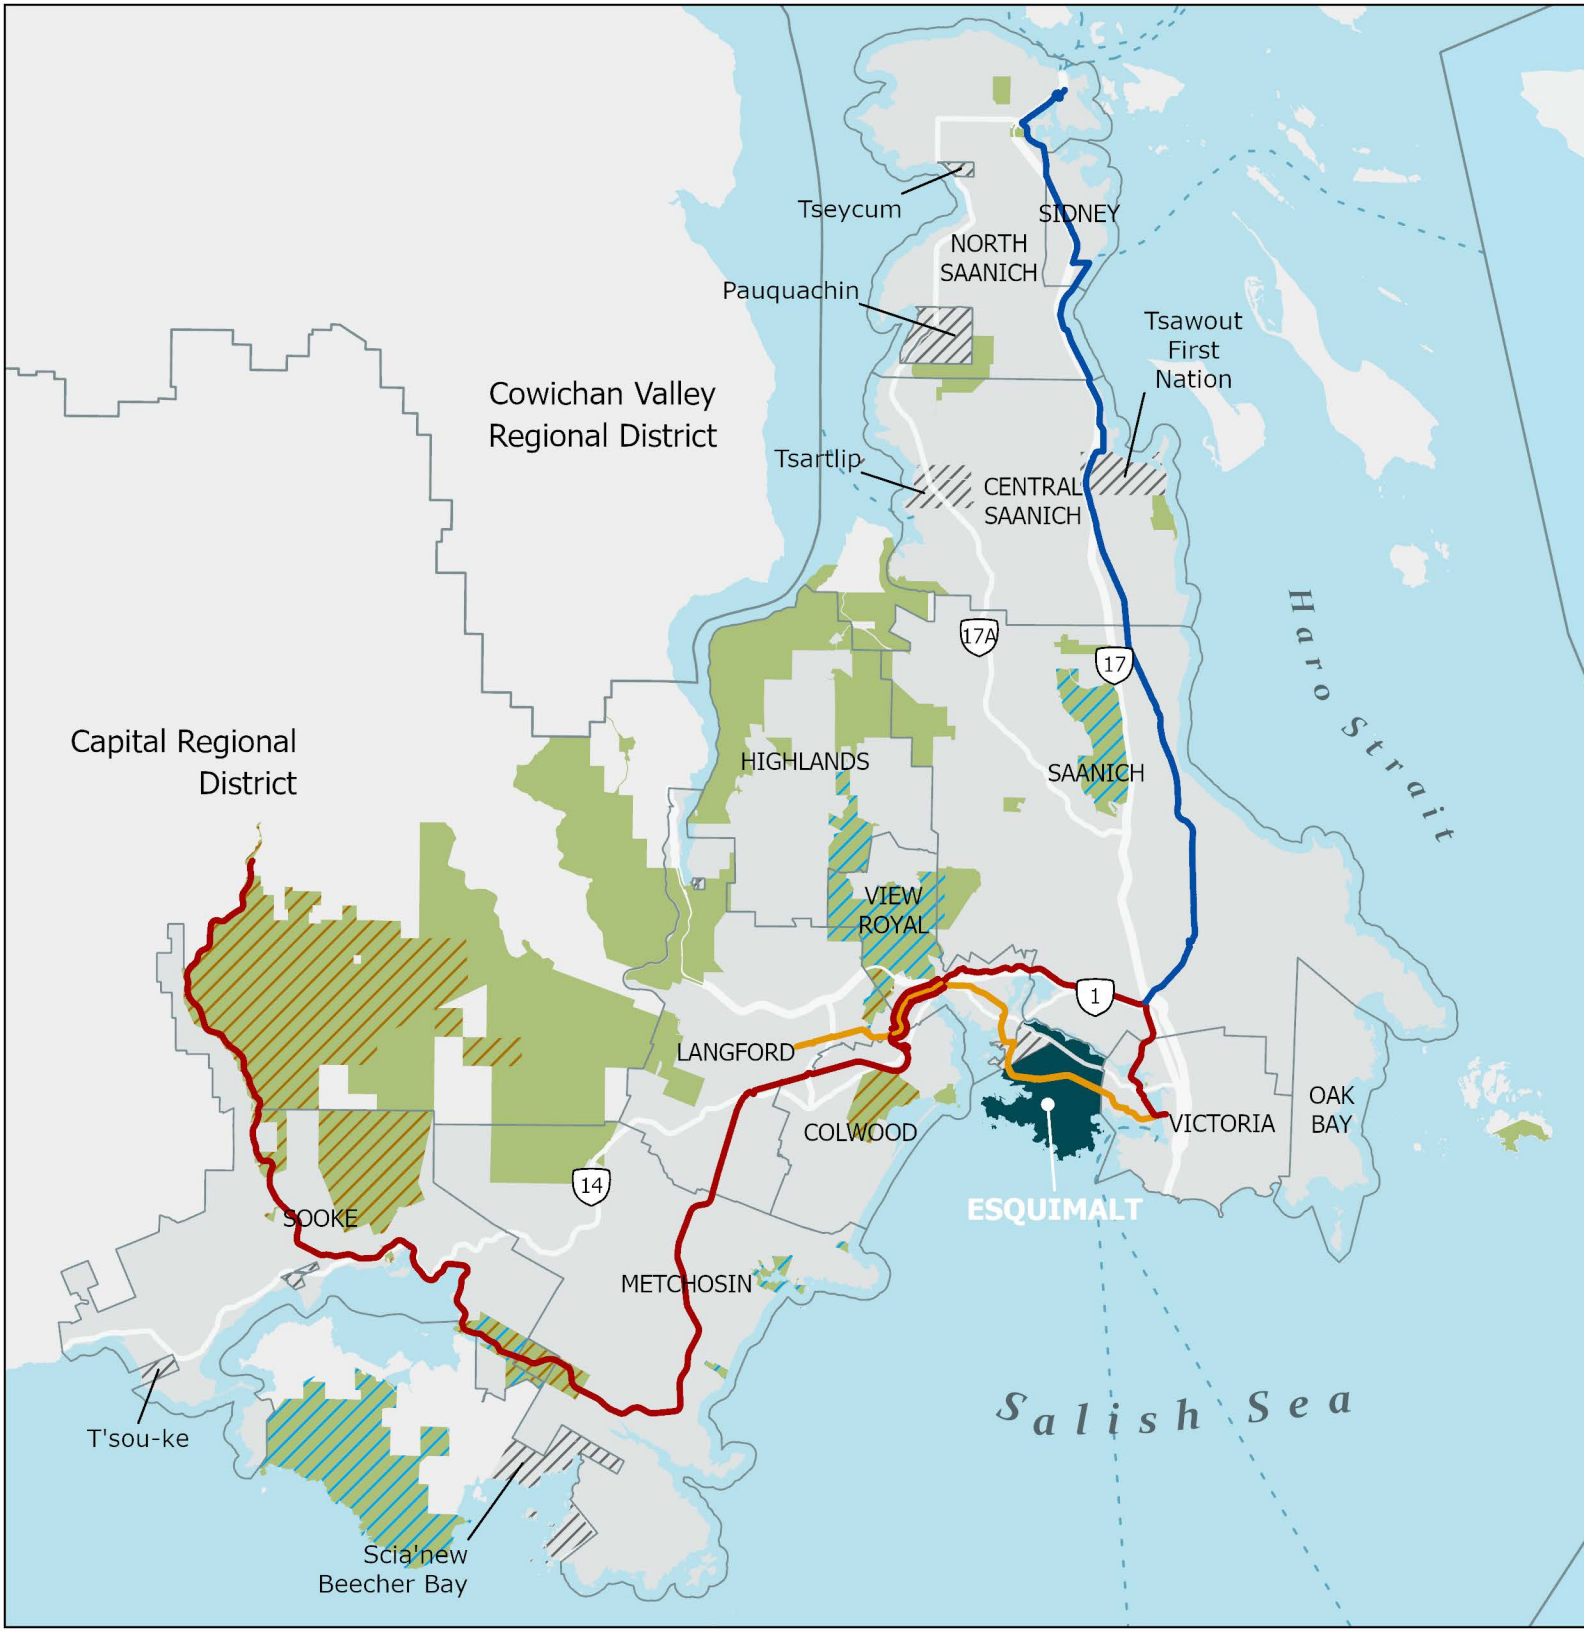 Tseycum
SIDNEY
NORTH
SAANICH
Pauquachin
Tsawout
First
Nation
Cowichan Valley
Regional District
Tsartlip
CENTRAL
SAANICH
Haro Strait
17A
17
Capital Regional
District
HIGHLANDS
SAANICH
VIEW
ROYAL
1
LANGFORD
OAK
BAY
COLWOOD
VICTORIA
14
ESQUIMALT
SOOKE
METCHOSIN
Salish Sea
T'sou-ke
Scia'new
Beecher Bay